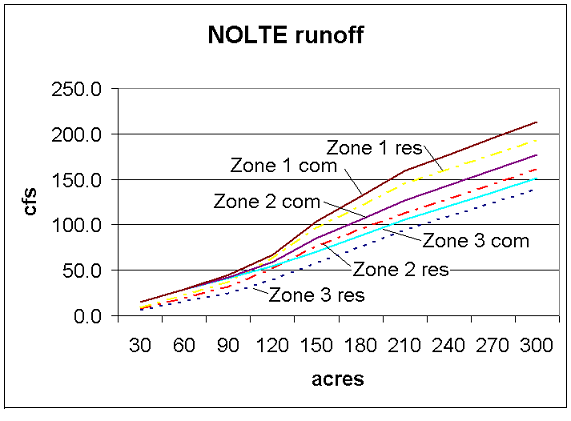 NOLTE runoff
250.0
200.0
150.0
100.0
50.0
0.0
cfs
Zone 1 res
Zone 1 com
Zone 2 com
Zone 3 com
Zone 2 res
Zone 3 res
30 60 90 120 150 180 210 240 270 300
acres